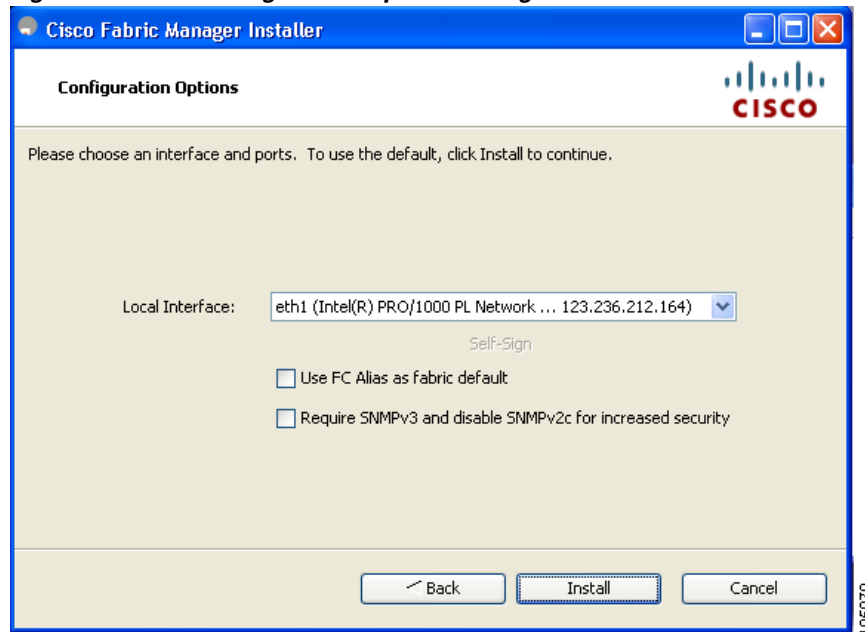 Cisco Fabric Manager Installer
Configuration Options
CISCO
Please choose an interface and ports. To use the default, click Install to continue.
Local Interface: eth1 (Intel(R) PRO/1000 PL Network ... 123.236.212.164)
Self-Sign
Use FC Alias as fabric default
Require SNMPv3 and disable SNMPv2c for increased security
Back Install Cancel